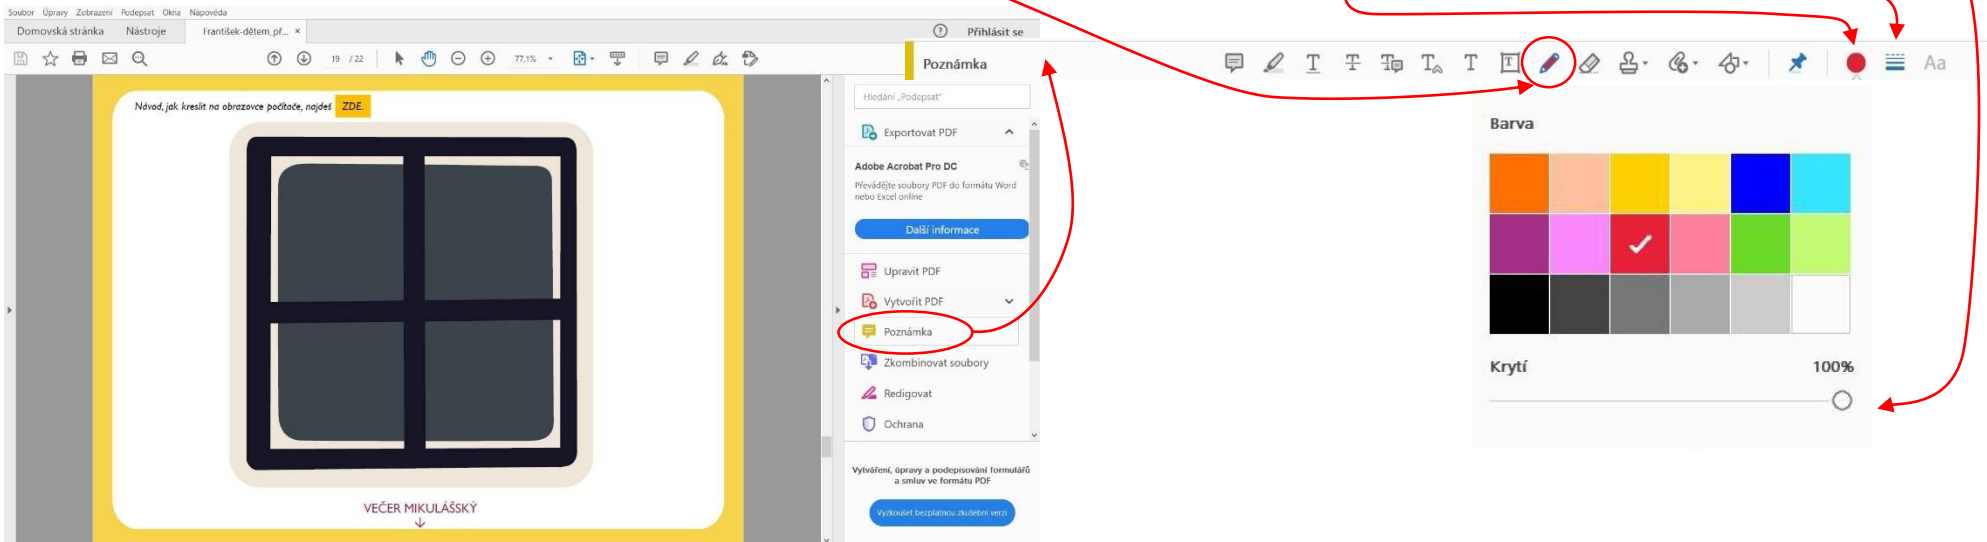 Soubor Úpravy Zobrazení Podepsat Okna Nápověda
Domovská stránka Nástroje František-dětem_př... × Přihlásit se
19 / 22 77,1%
Návod, jak kreslit na obrazovce počítače, najdeš ZDE.
VEČER MIKULÁŠSKÝ
Hledání „Podepsat"
Exportovat PDF
Adobe Acrobat Pro DC
Převádějte soubory PDF do formátu Word
nebo Excel online
Další informace
Upravit PDF
Vytvořit PDF
Poznámka
Zkombinovat soubory
Redigovat
Ochrana
Vytváření, úpravy a podepisování formulářů
a smluv ve formátu PDF
Vyzkoušet bezplatnou zkušební verzi
Poznámka
Aa
Barva
Krytí 100%